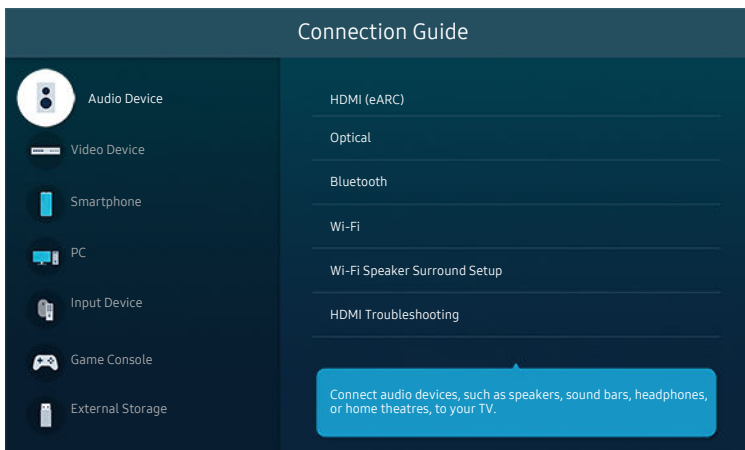 Connection Guide
Audio Device
Video Device
Smartphone
PC
Input Device
Game Console
External Storage
HDMI (eARC)
Optical
Bluetooth
Wi-Fi
Wi-Fi Speaker Surround Setup
HDMI Troubleshooting
Connect audio devices, such as speakers, sound bars, headphones,
or home theatres, to your TV.